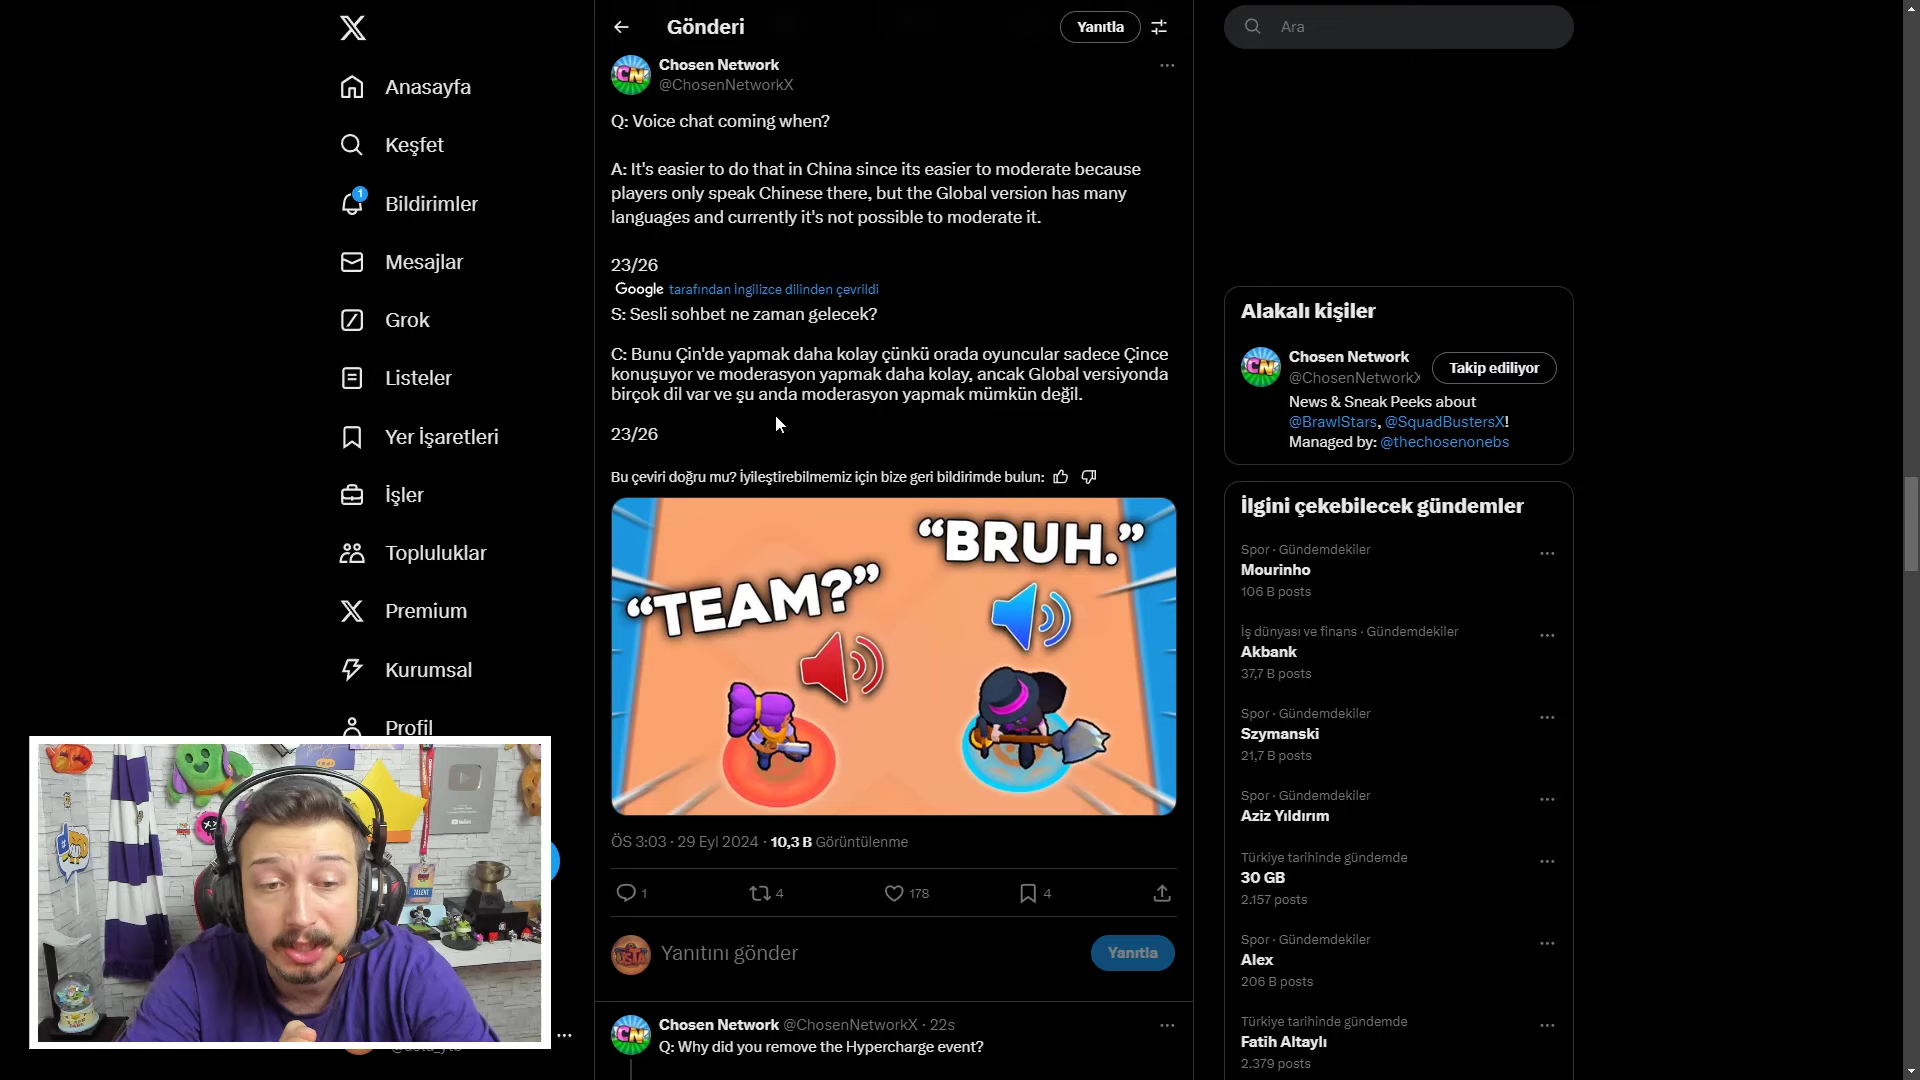 Anasayfa
Keşfet
1
Bildirimler
Mesajlar
Grok
Listeler
Yer İşaretleri
İşler
Topluluklar
Premium
Kurumsal
Profil
Gönderi
Yanıtla
CN
Chosen Network
@ChosenNetworkX
Q: Voice chat coming when?
A: It's easier to do that in China since its easier to moderate because
players only speak Chinese there, but the Global version has many
languages and currently it's not possible to moderate it.
23/26
Google tarafından İngilizce dilinden çevrildi
S: Sesli sohbet ne zaman gelecek?
C: Bunu Çin'de yapmak daha kolay çünkü orada oyuncular sadece Çince
konuşuyor ve moderasyon yapmak daha kolay, ancak Global versiyonda
birçok dil var ve şu anda moderasyon yapmak mümkün değil.
23/26
Bu çeviri doğru mu? İyileştirebilmemiz için bize geri bildirimde bulun:
“TEAM?”
“BRUH.”
ÖS 3:03 · 29 Eyl 2024 · 10,3 B Görüntülenme
1
4
178
4
Yanıtını gönder
Yanıtla
CN
Chosen Network @ChosenNetworkX · 22s
Q: Why did you remove the Hypercharge event?
Ara
Alakalı kişiler
CN
Chosen Network
@ChosenNetworkX
Takip ediliyor
News & Sneak Peeks about
@BrawlStars, @SquadBustersX!
Managed by: @thechosenonebs
İlgini çekebilecek gündemler
Spor · Gündemdekiler
Mourinho
106 B posts
İş dünyası ve finans · Gündemdekiler
Akbank
37,7 B posts
Spor · Gündemdekiler
Szymanski
21,7 B posts
Spor · Gündemdekiler
Aziz Yıldırım
Türkiye tarihinde gündemde
30 GB
2.157 posts
Spor · Gündemdekiler
Alex
206 B posts
Türkiye tarihinde gündemde
Fatih Altaylı
2.379 posts
TALENT